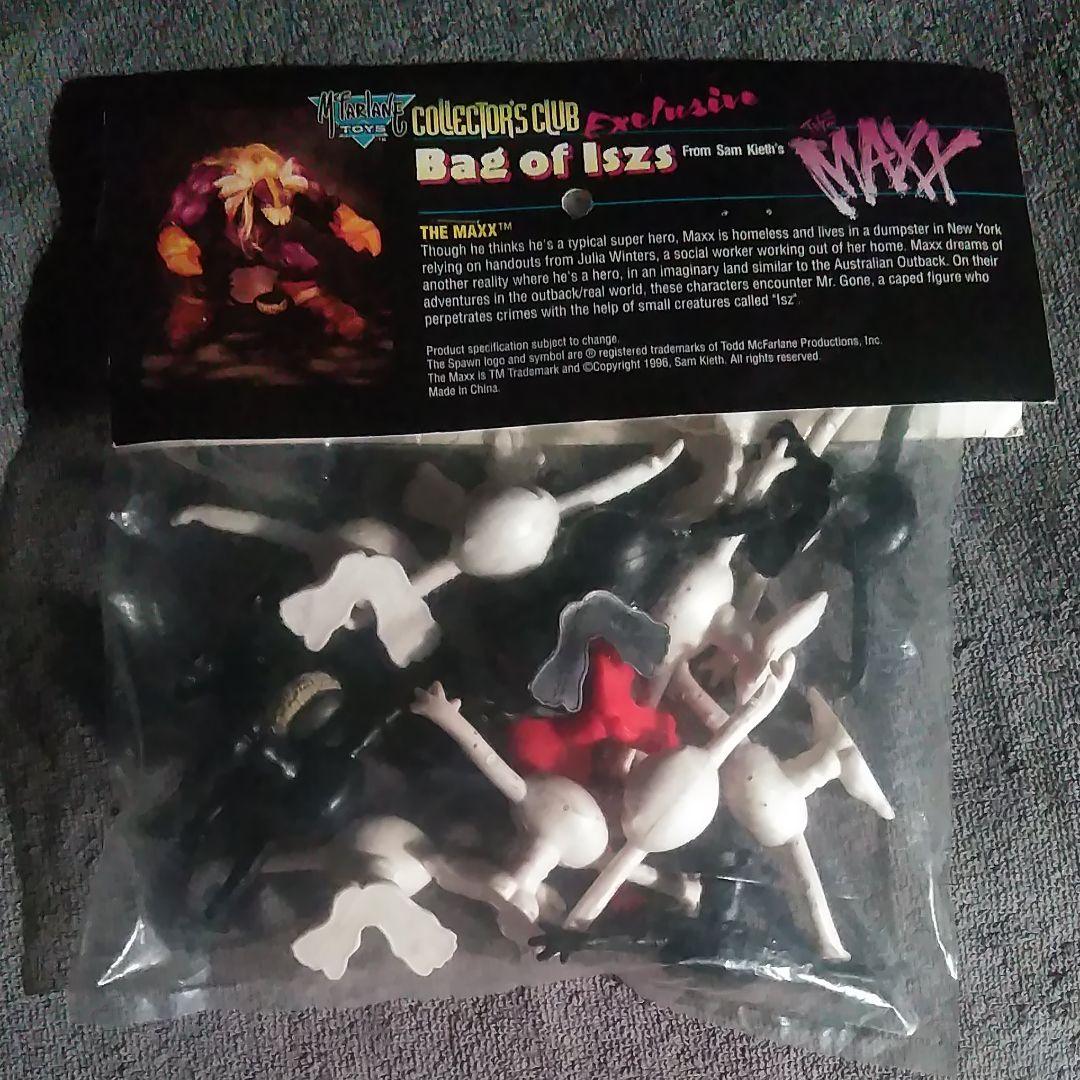 McFARLANE TOYS™ COLLECTOR'S CLUB Exclusive
Bag of Iszs From Sam Kieth's THE MAXX
THE MAXX™
Though he thinks he's a typical super hero, Maxx is homeless and lives in a dumpster in New York
relying on handouts from Julia Winters, a social worker working out of her home. Maxx dreams of
another reality where he's a hero, in an imaginary land similar to the Australian Outback. On their
adventures in the outback/real world, these characters encounter Mr. Gone, a caped figure who
perpetrates crimes with the help of small creatures called "Isz".
Product specification subject to change.
The Spawn logo and symbol are ® registered trademarks of Todd McFarlane Productions, Inc.
The Maxx is TM Trademark and ©Copyright 1996, Sam Kieth. All rights reserved.
Made in China.